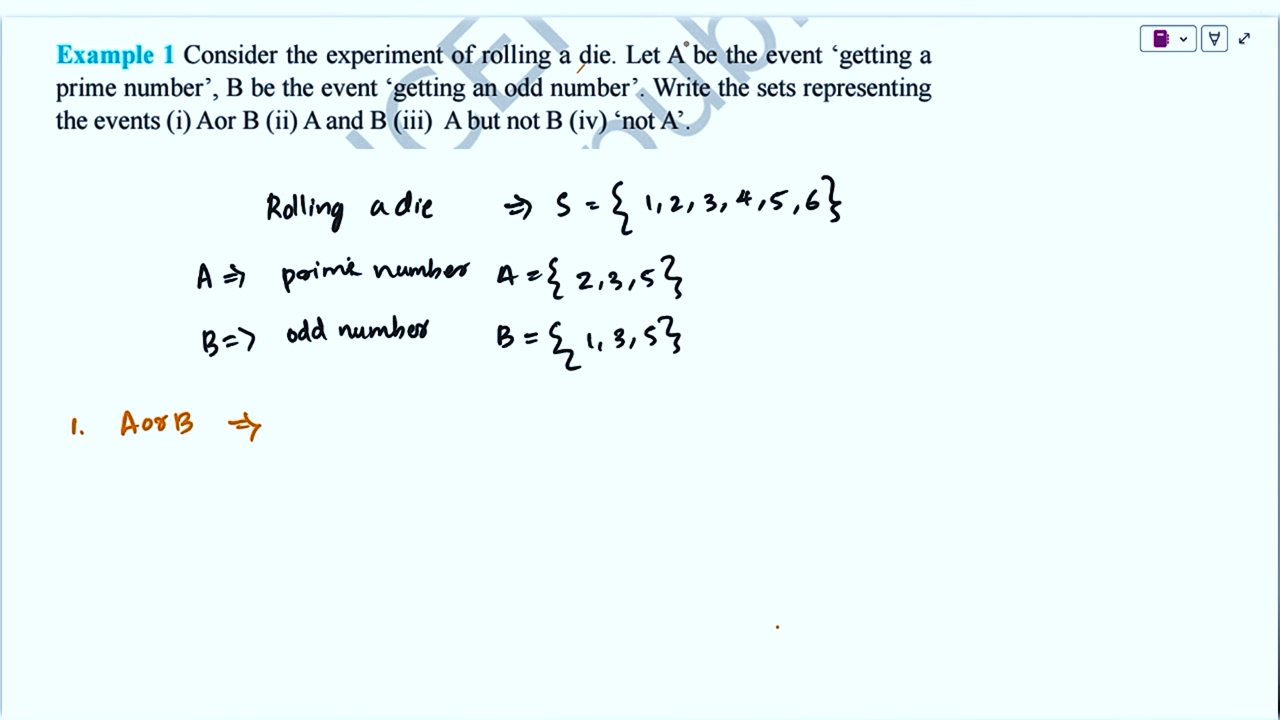 Example 1 Consider the experiment of rolling a die. Let A be the event ‘getting a
prime number’, B be the event ‘getting an odd number’. Write the sets representing
the events (i) Aor B (ii) A and B (iii) A but not B (iv) ‘not A’.
Rolling a die ⇒ S = { 1, 2, 3, 4, 5, 6}
A ⇒ prime number A = { 2, 3, 5}
B => odd number B = { 1, 3, 5}
1. A or B ⇒